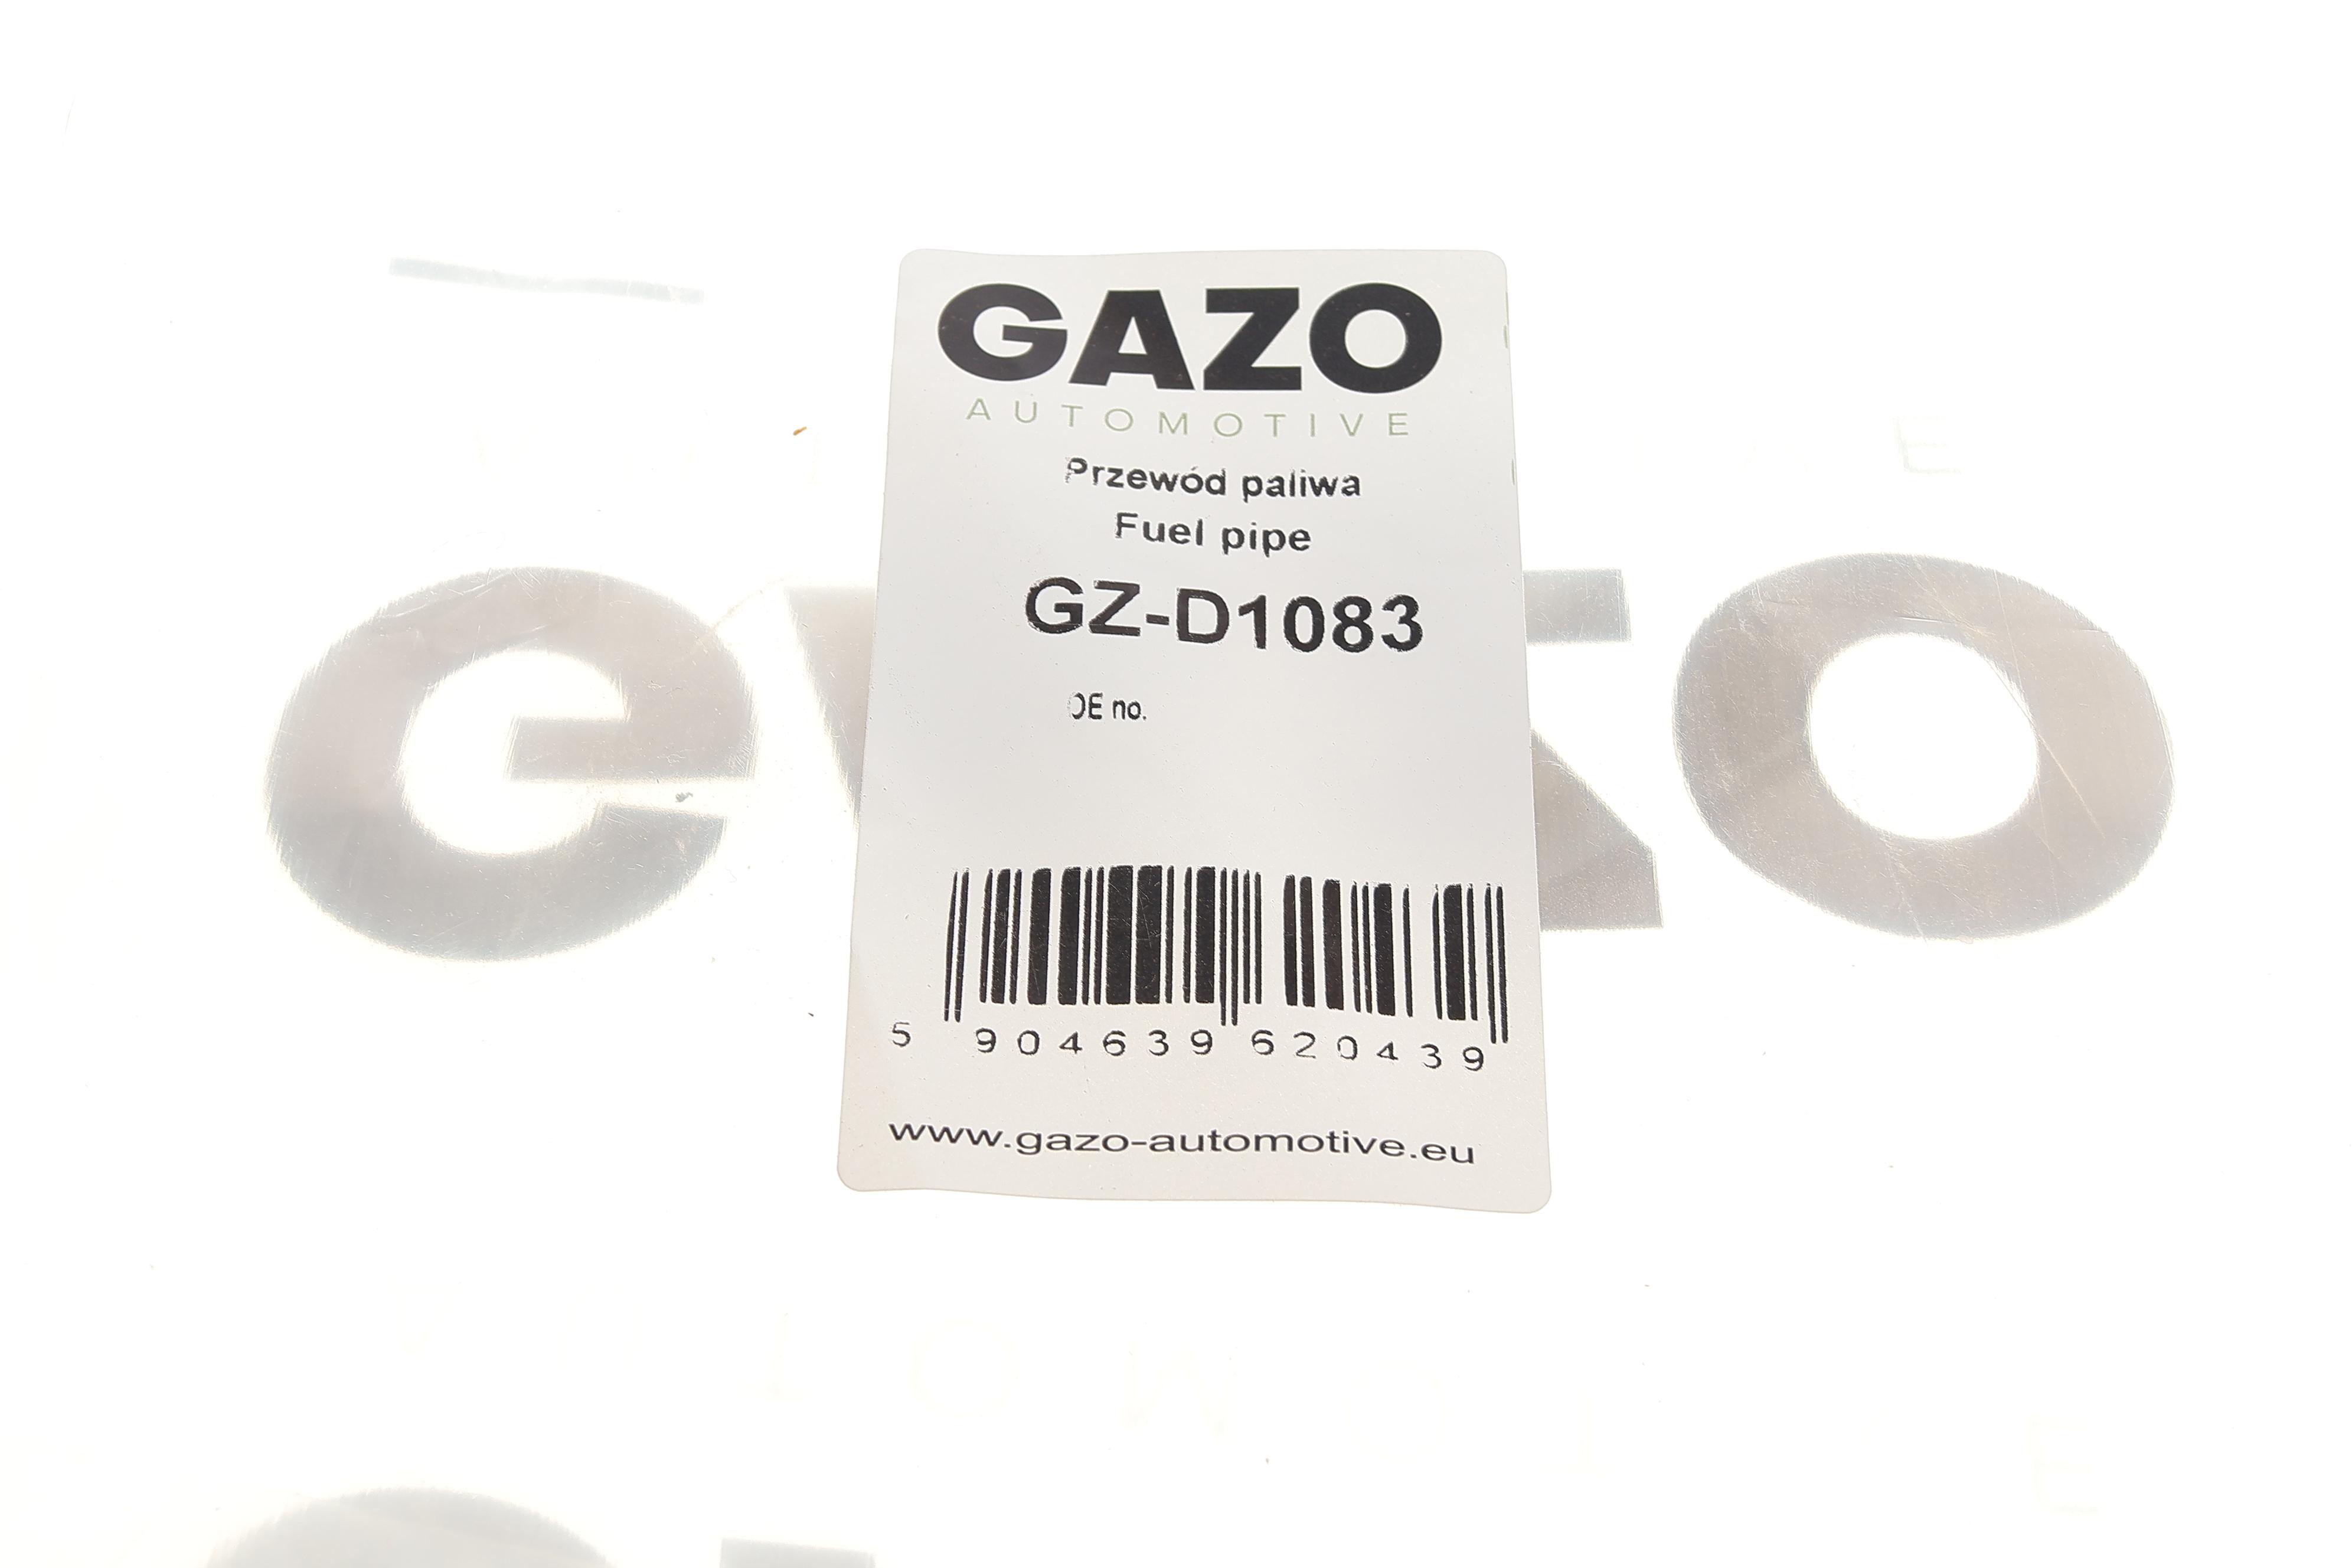 GAZO
AUTOMOTIVE
Przewód paliwa
Fuel pipe
GZ-D1083
OE no.
5 904639 620439
www.gazo-automotive.eu